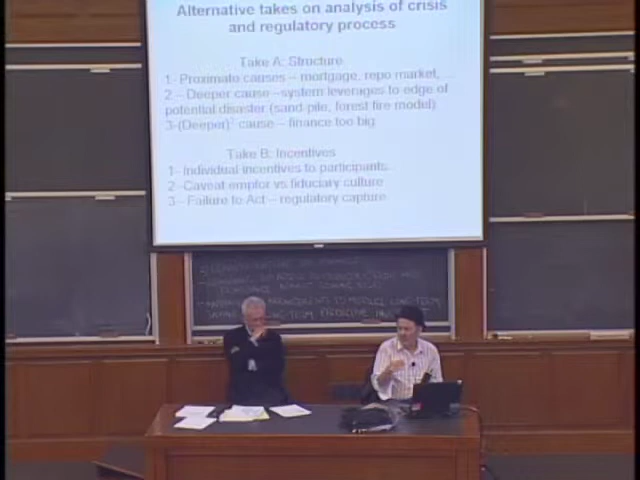 Alternative takes on analysis of crisis
and regulatory process
Take A: Structure
1- Proximate causes – mortgage, repo market, ...
2 – Deeper cause –system leverages to edge of
potential disaster (sand-pile, forest fire model)
3-(Deeper)² cause – finance too big
Take B: Incentives
1- Individual incentives to participants
2- Caveat emptor vs fiduciary culture
3 – Failure to Act – regulatory capture